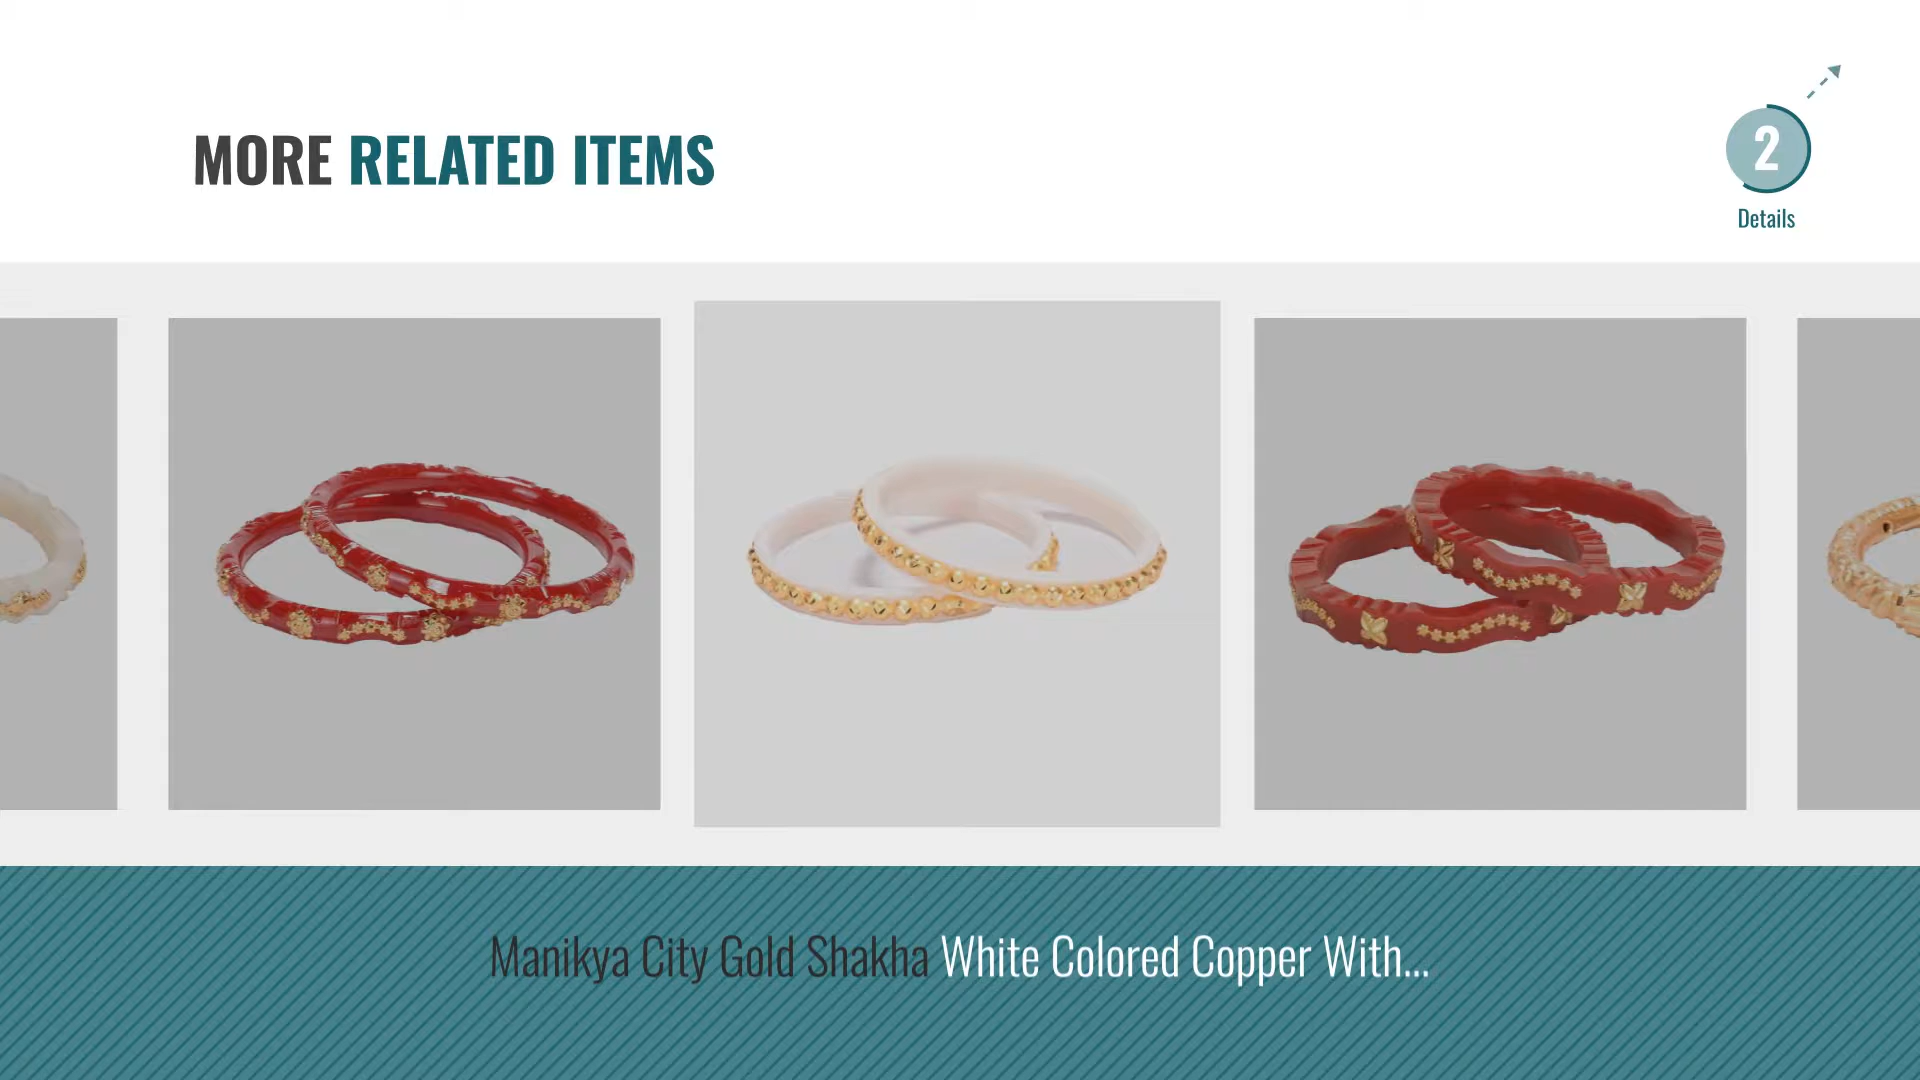 MORE RELATED ITEMS
2
Details
Manikya City Gold Shakha White Colored Copper With...